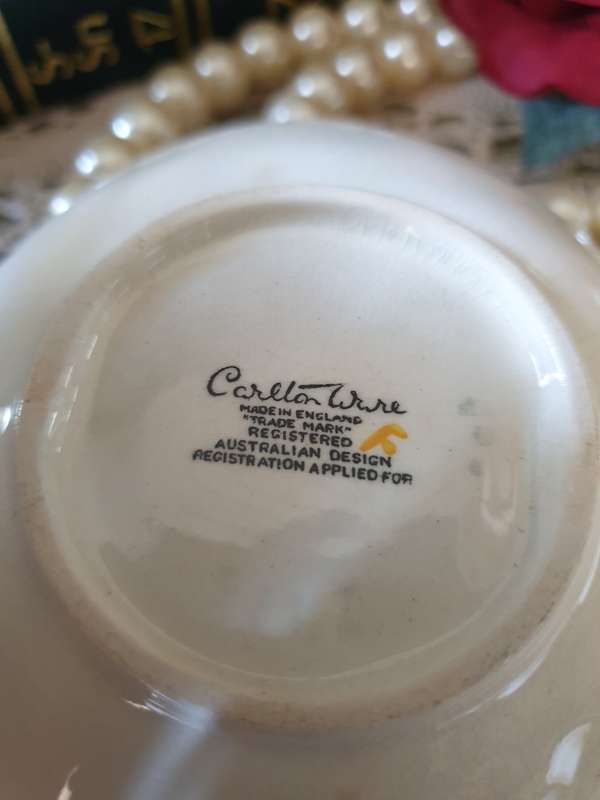 Carlton Ware
MADE IN ENGLAND
"TRADE MARK"
REGISTERED
AUSTRALIAN DESIGN
REGISTRATION APPLIED FOR